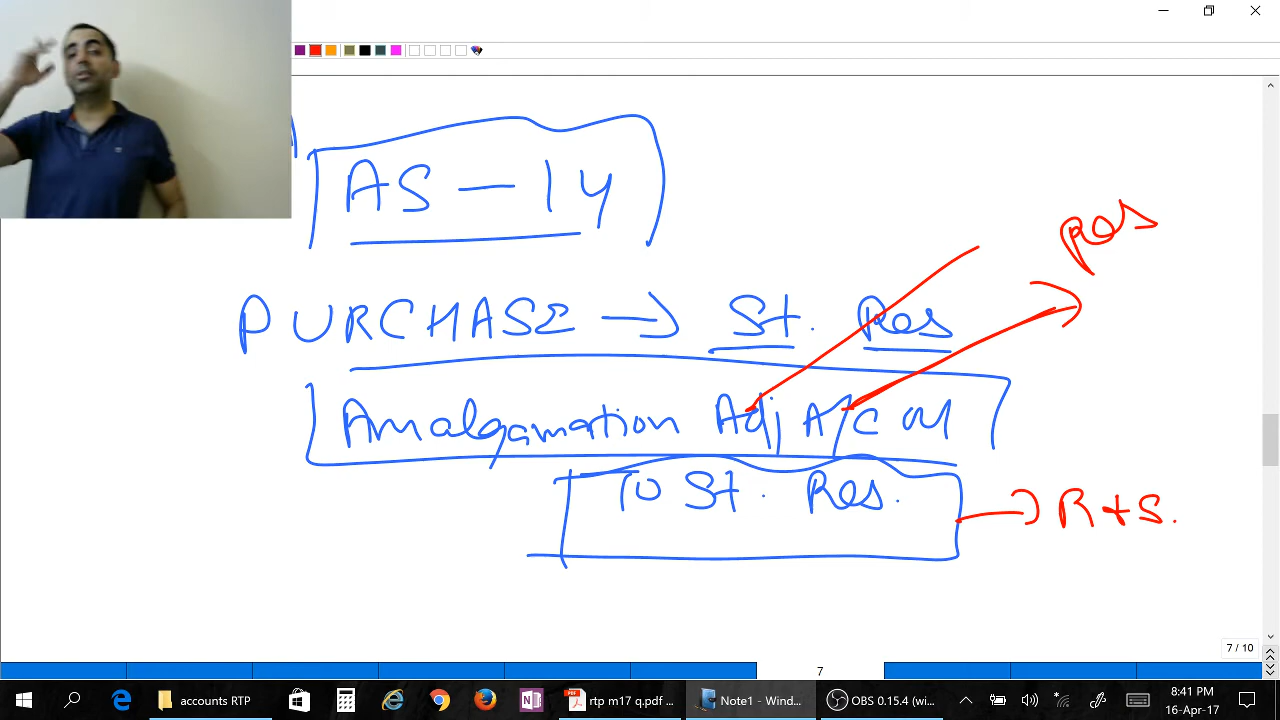 AS - 14
res
PURCHASE → St. Res
Amalgamation Adj A/C
To St. Res.
→ R + S.
7 / 10
7
accounts RTP
rtp m17 q.pdf ...
Note1 - Wind...
OBS 0.15.4 (wi...
8:41 PM
16-Apr-17